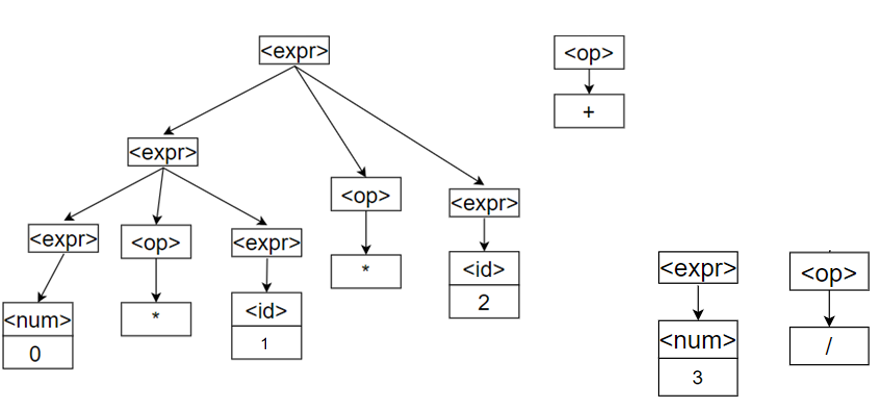 <expr>
<op>
+
<expr>
<op>
<expr>
<expr>
<op>
<expr>
*
<id>
2
<expr>
<op>
<num>
0
*
<id>
1
<num>
3
/